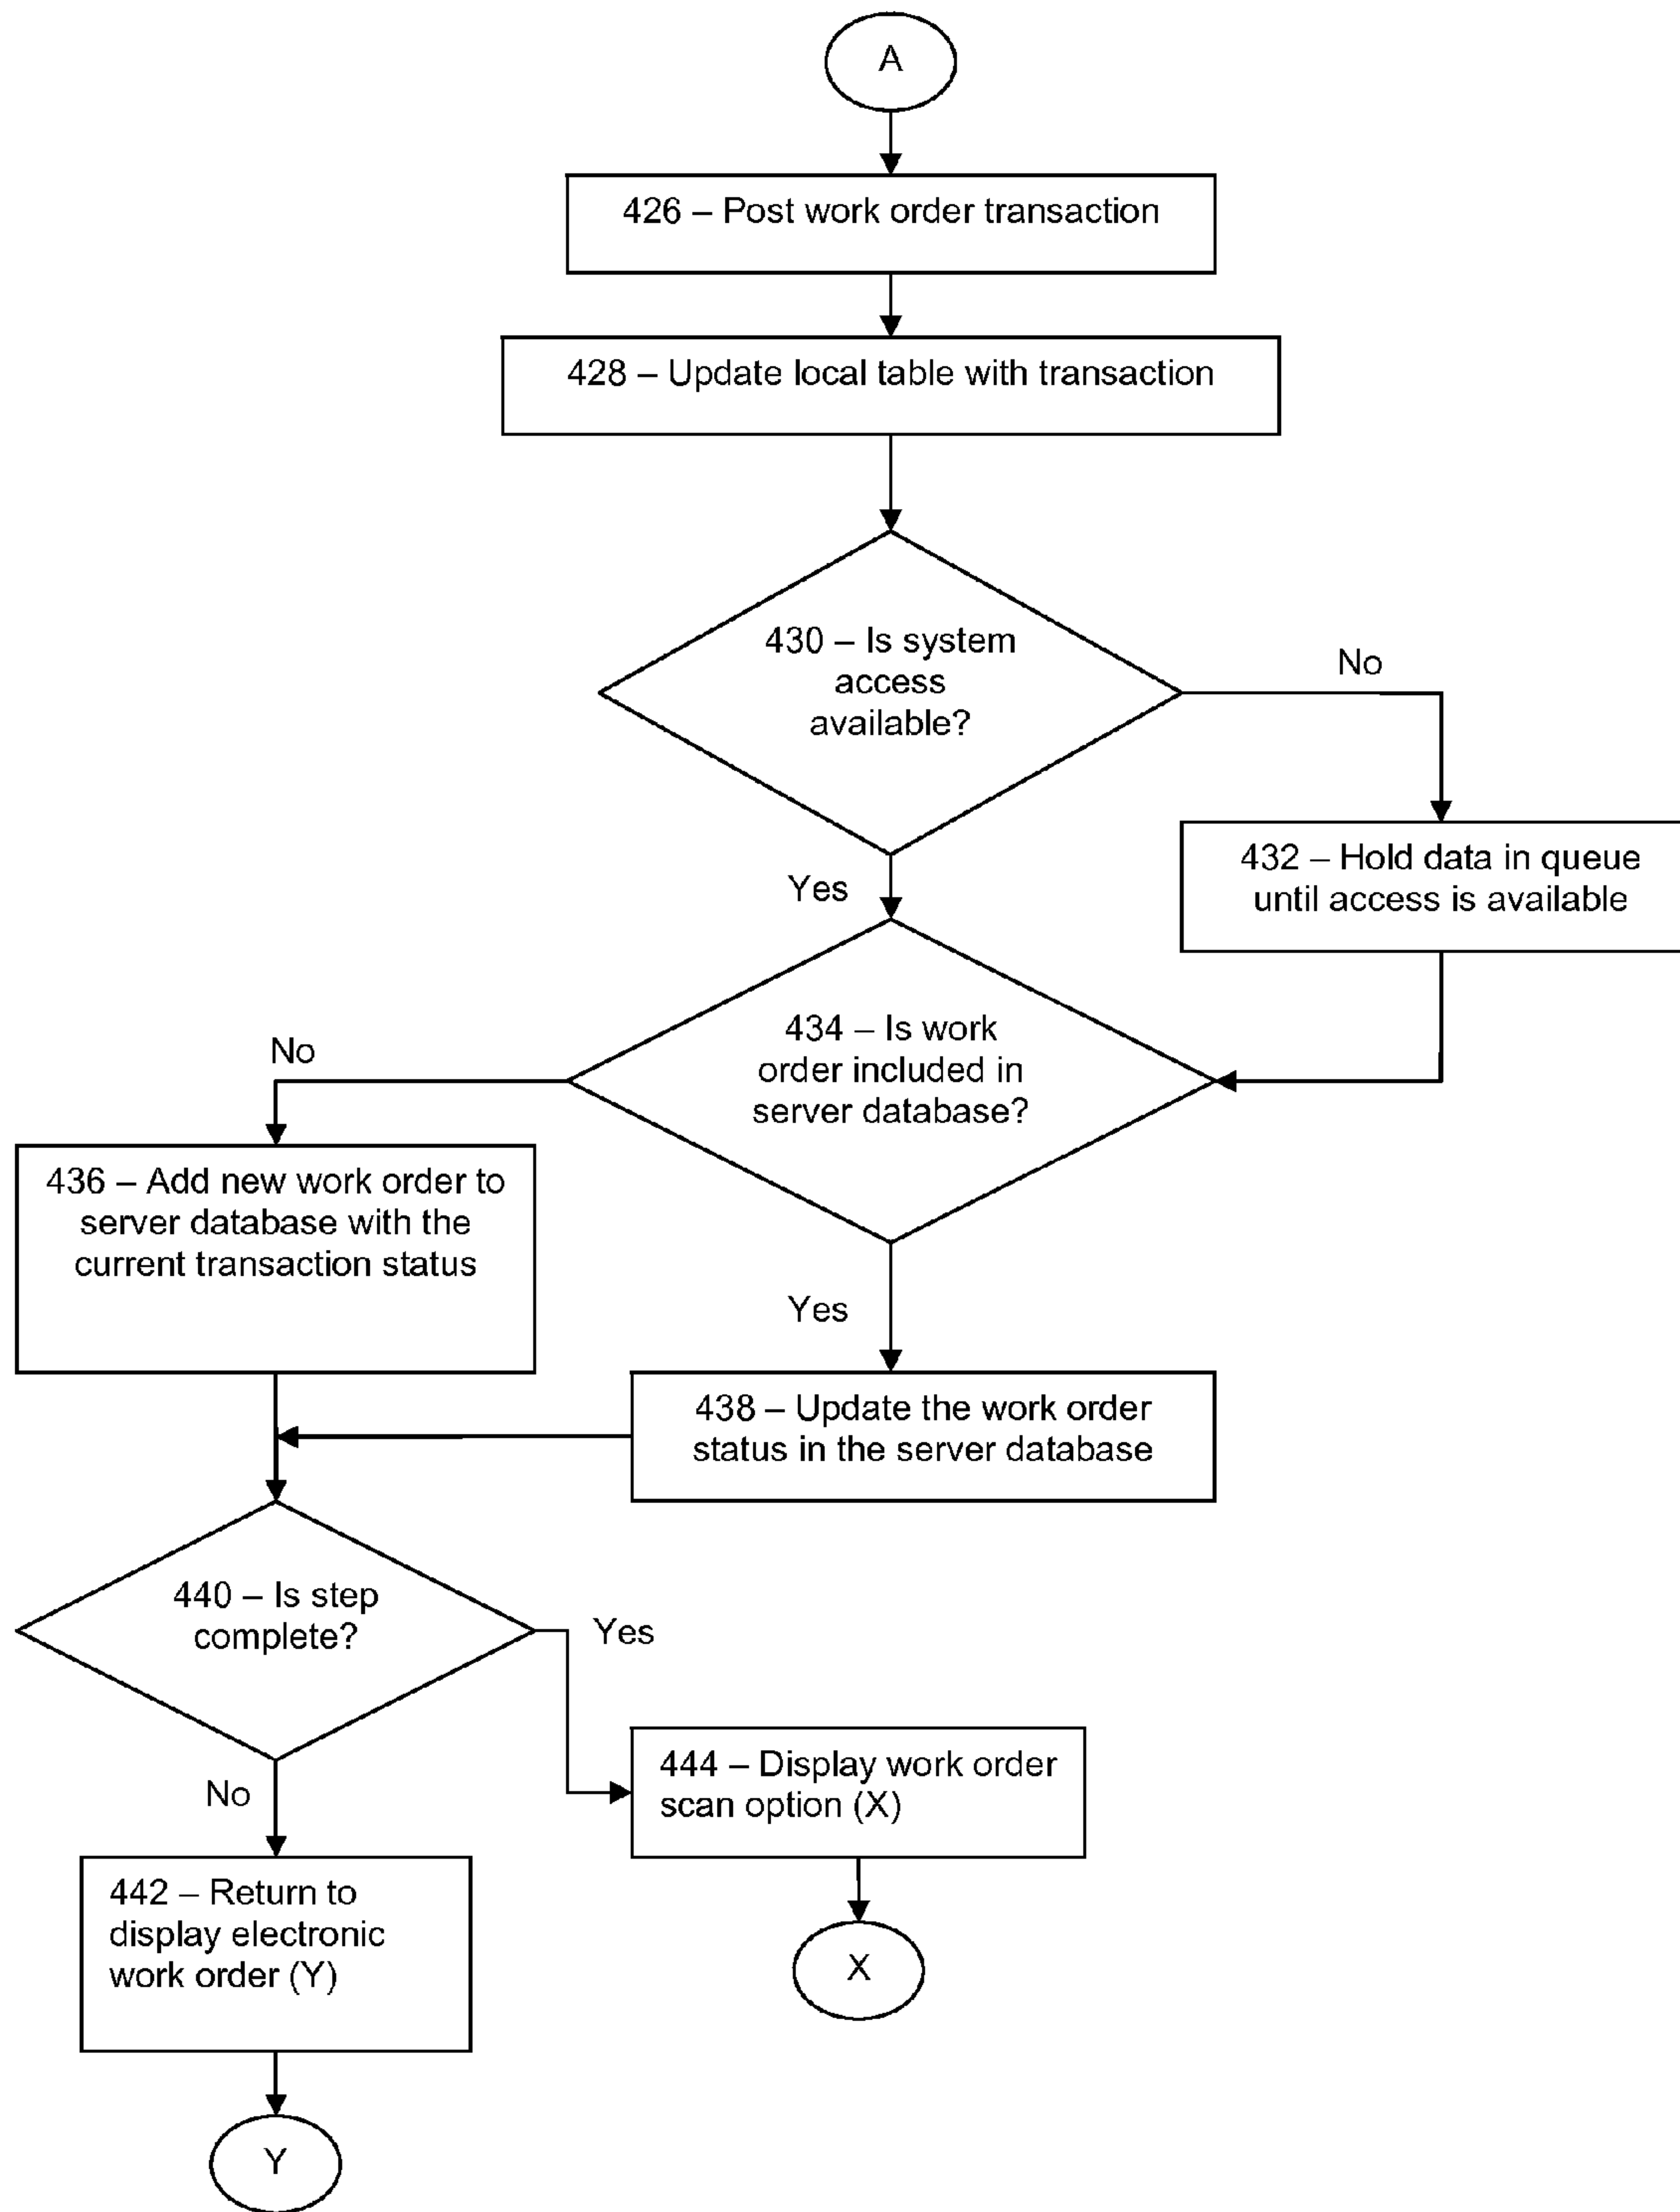 A
426 – Post work order transaction
428 – Update local table with transaction
430 – Is system
access
available?
No
Yes
432 – Hold data in queue
until access is available
434 – Is work
order included in
server database?
No
Yes
436 – Add new work order to
server database with the
current transaction status
438 – Update the work order
status in the server database
440 – Is step
complete?
Yes
No
444 – Display work order
scan option (X)
442 – Return to
display electronic
work order (Y)
X
Y